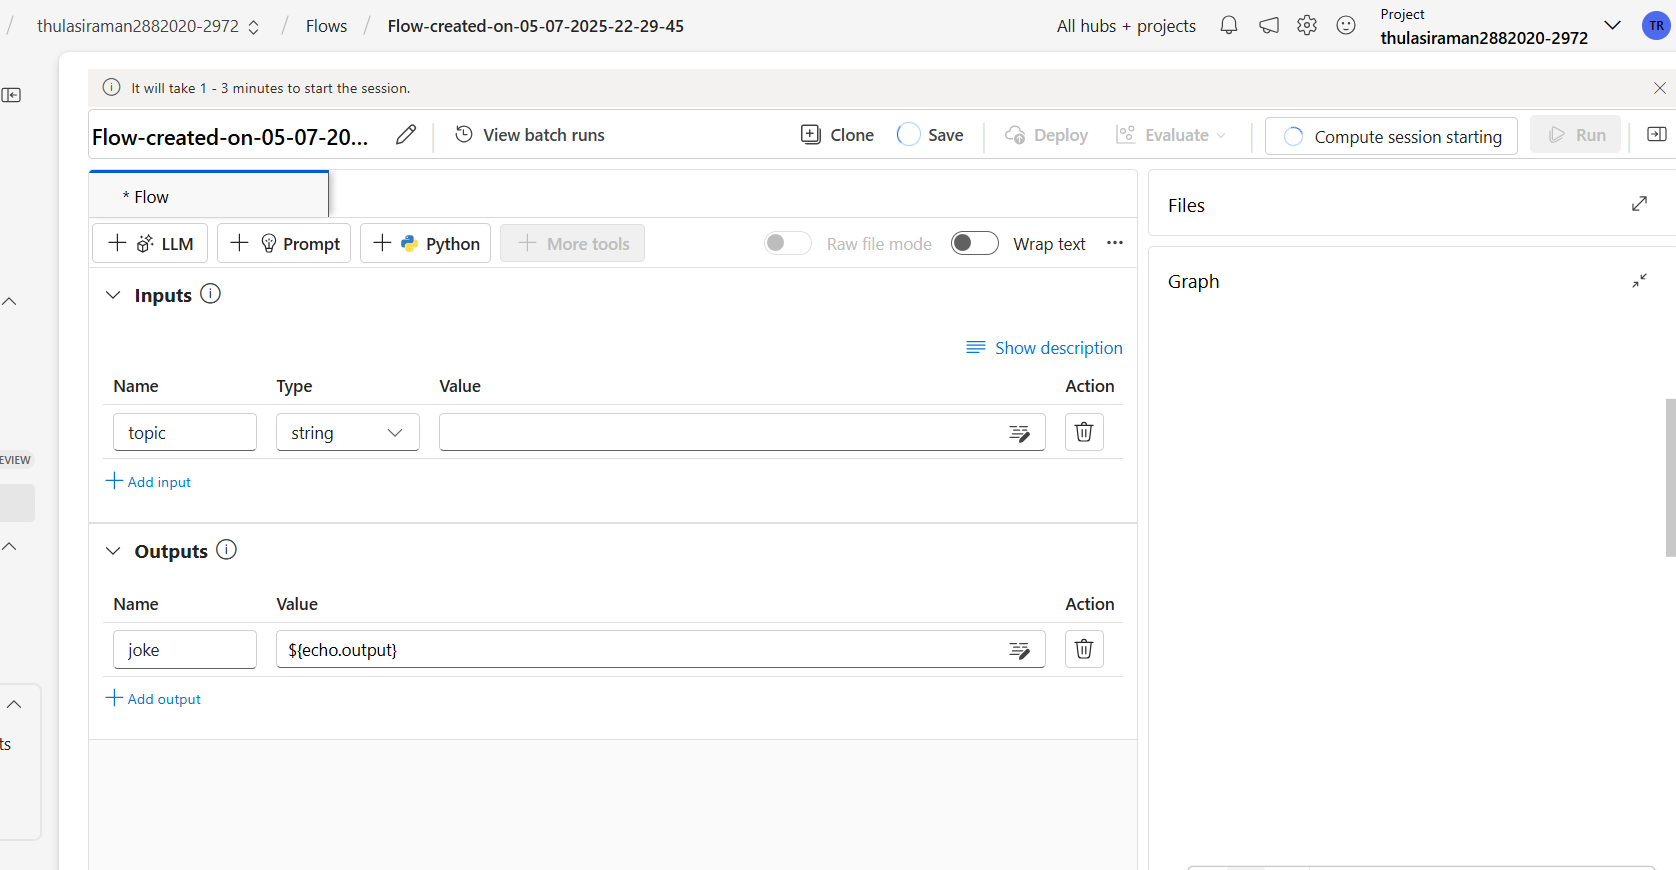 / thulasiraman2882020-2972 / Flows / Flow-created-on-05-07-2025-22-29-45
All hubs + projects
Project
thulasiraman2882020-2972
TR
It will take 1 - 3 minutes to start the session.
Flow-created-on-05-07-20...
View batch runs
Clone
Save
Deploy
Evaluate
Compute session starting
Run
* Flow
LLM
Prompt
Python
More tools
Raw file mode
Wrap text
Inputs
Show description
Name Type Value Action
topic string
Add input
Outputs
Name Value Action
joke ${echo.output}
Add output
Files
Graph
EVIEW
ts